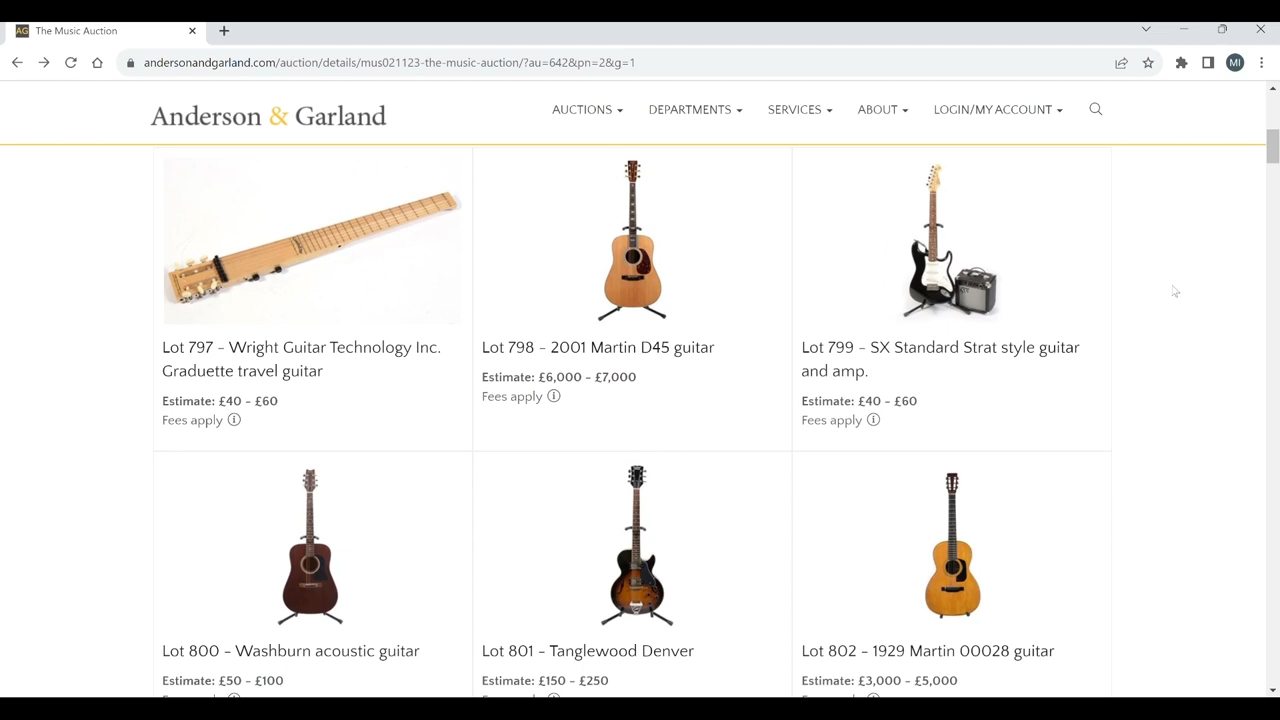 The Music Auction
andersonandgarland.com/auction/details/mus021123-the-music-auction/?au=642&pn=2&g=1
MI
Anderson & Garland
AUCTIONS
DEPARTMENTS
SERVICES
ABOUT
LOGIN/MY ACCOUNT
Lot 797 - Wright Guitar Technology Inc.
Graduette travel guitar
Estimate: £40 - £60
Fees apply
Lot 798 - 2001 Martin D45 guitar
Estimate: £6,000 - £7,000
Fees apply
Lot 799 - SX Standard Strat style guitar
and amp.
Estimate: £40 - £60
Fees apply
Lot 800 - Washburn acoustic guitar
Estimate: £50 - £100
Lot 801 - Tanglewood Denver
Estimate: £150 - £250
Lot 802 - 1929 Martin 00028 guitar
Estimate: £3,000 - £5,000